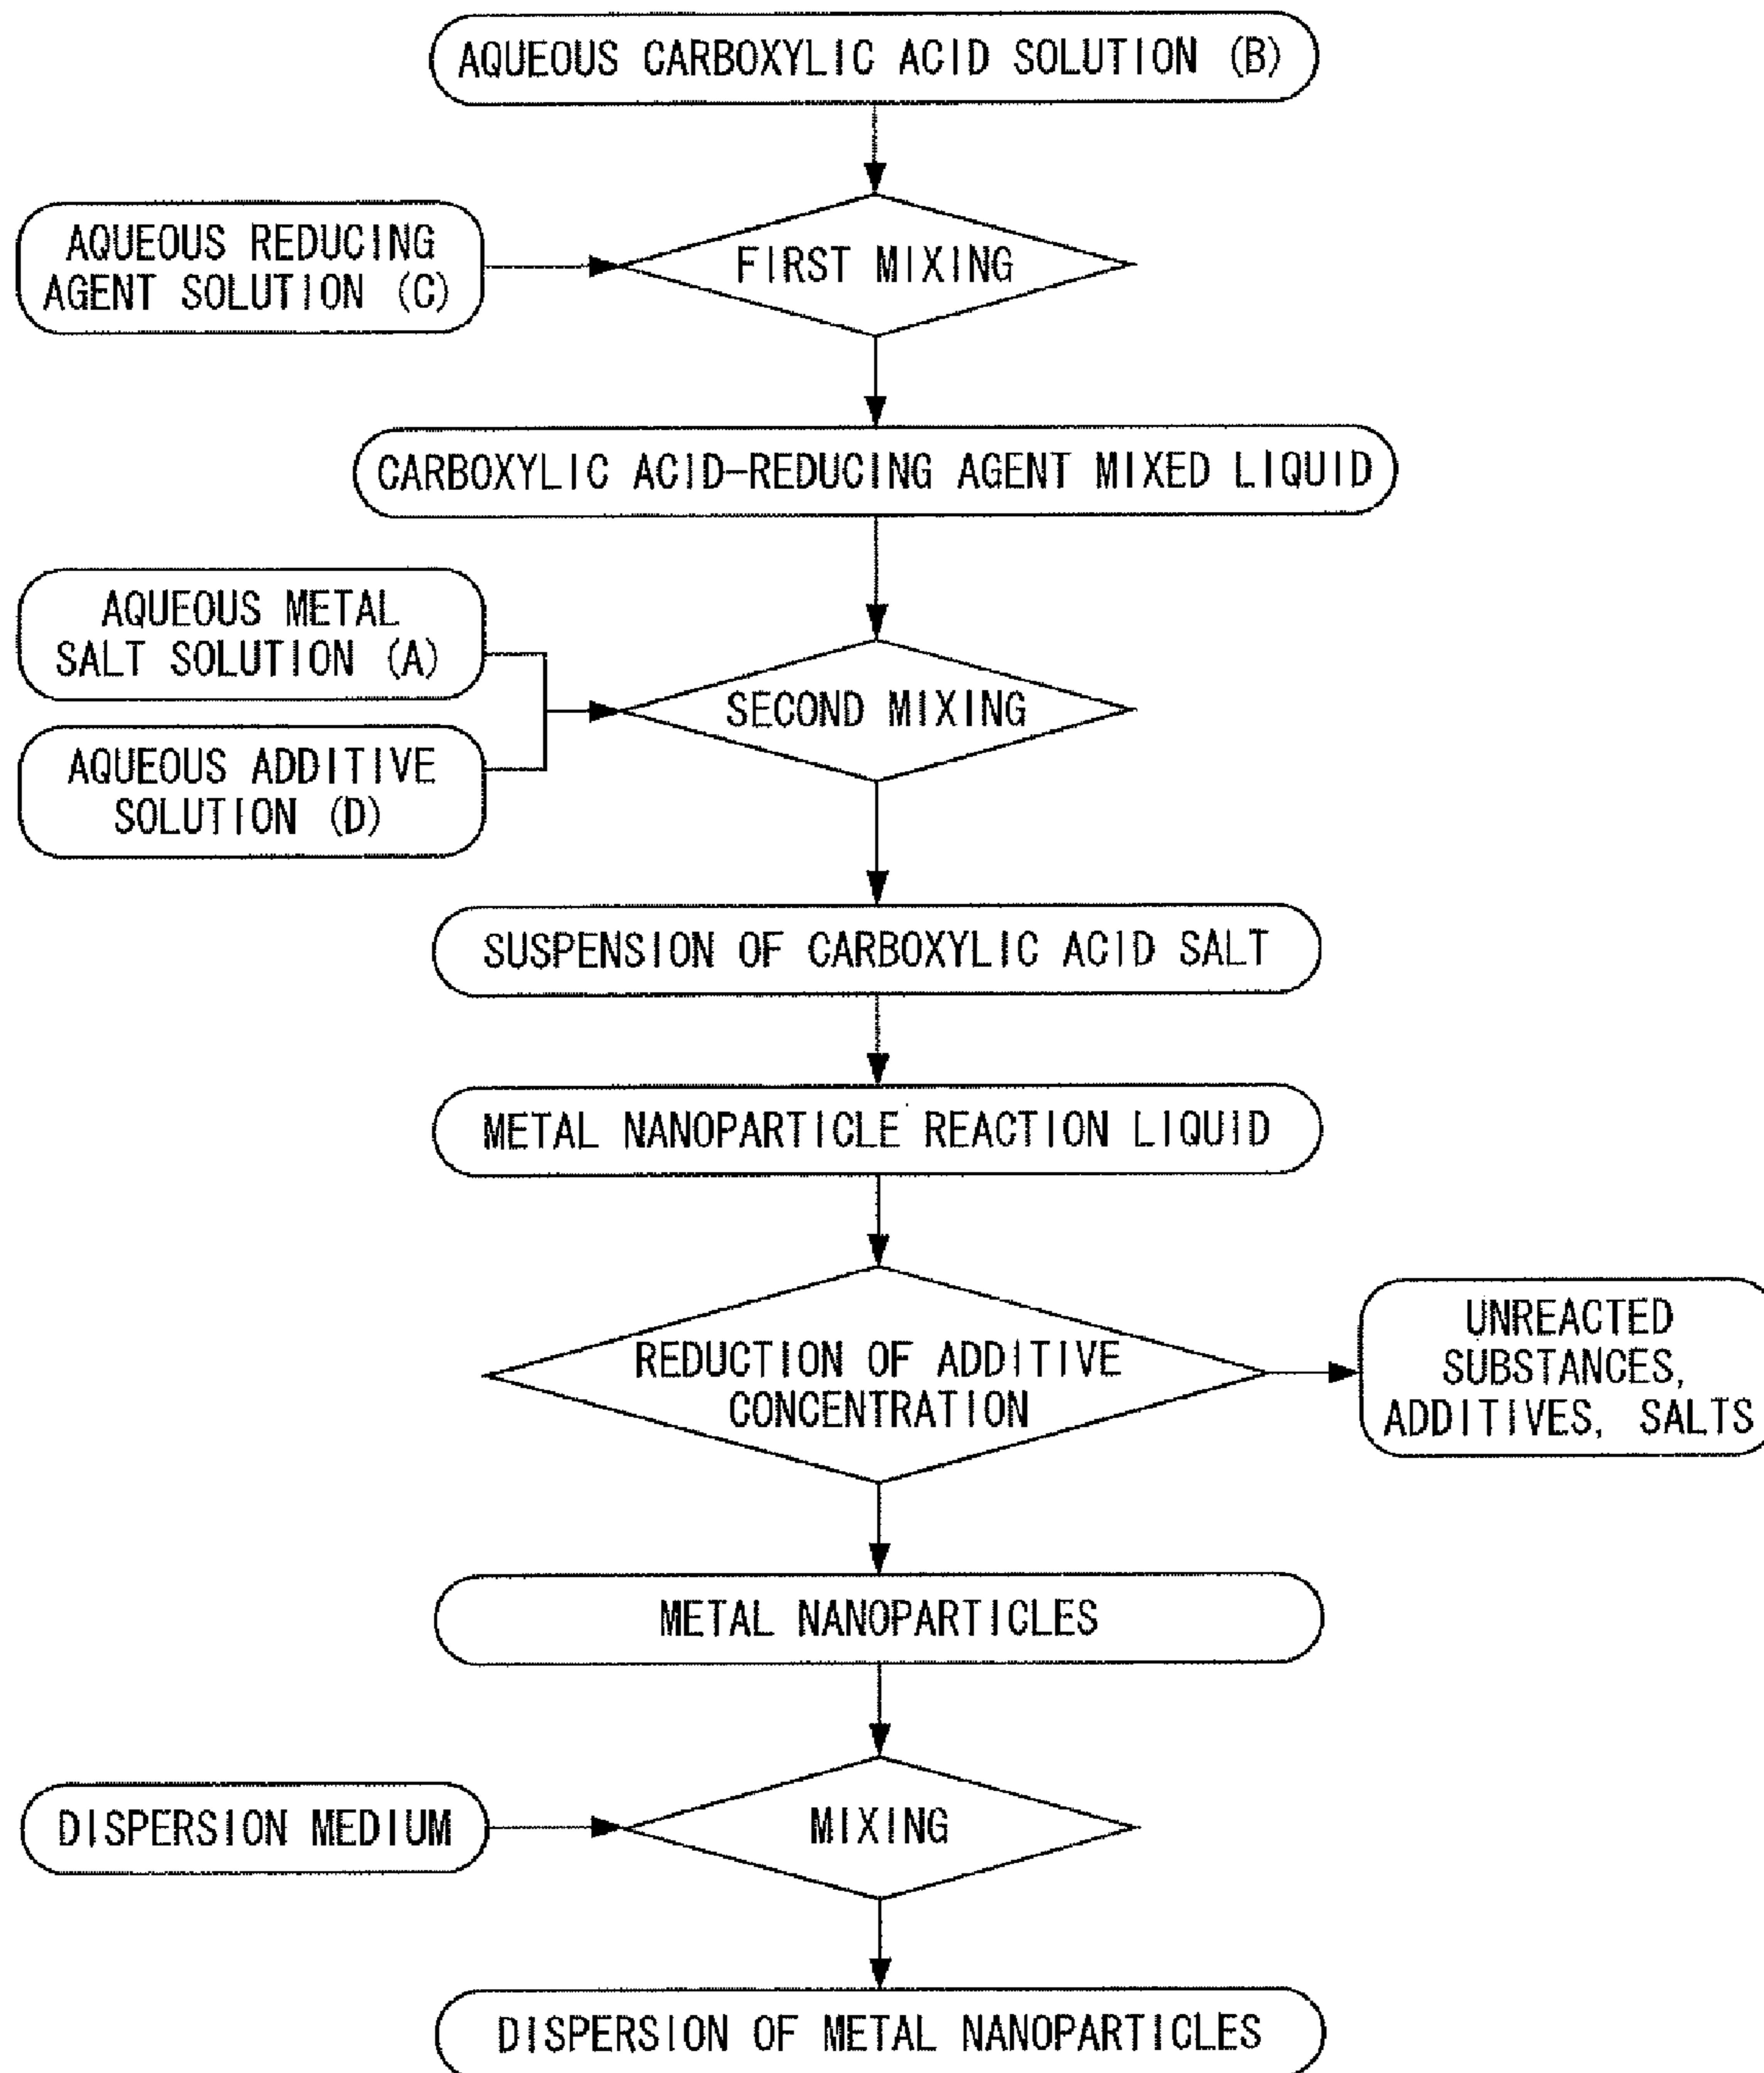 AQUEOUS CARBOXYLIC ACID SOLUTION (B)
AQUEOUS REDUCING
AGENT SOLUTION (C)
FIRST MIXING
CARBOXYLIC ACID-REDUCING AGENT MIXED LIQUID
AQUEOUS METAL
SALT SOLUTION (A)
SECOND MIXING
AQUEOUS ADDITIVE
SOLUTION (D)
SUSPENSION OF CARBOXYLIC ACID SALT
METAL NANOPARTICLE REACTION LIQUID
REDUCTION OF ADDITIVE
CONCENTRATION
UNREACTED
SUBSTANCES,
ADDITIVES, SALTS
METAL NANOPARTICLES
DISPERSION MEDIUM
MIXING
DISPERSION OF METAL NANOPARTICLES